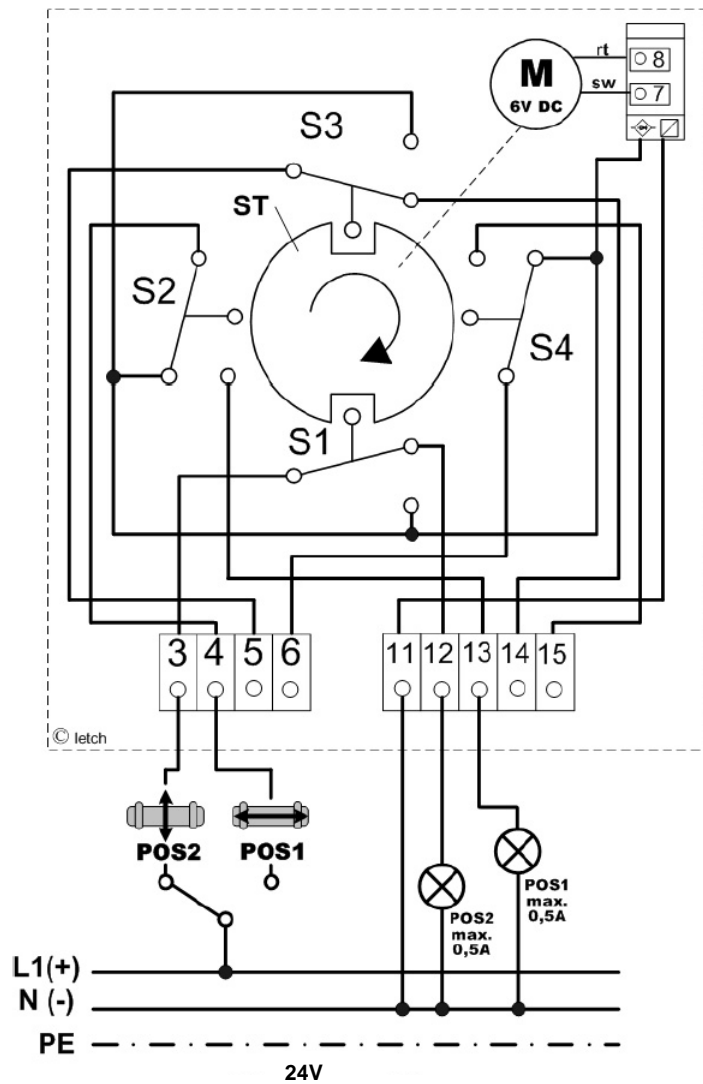 rt
8
M
6V DC
sw
7
S3
ST
S2
S4
S1
3
4
5
6
11
12
13
14
15
© letch
POS2
POS1
POS1
max.
0,5A
POS2
max.
0,5A
L1(+)
N (-)
PE
24V